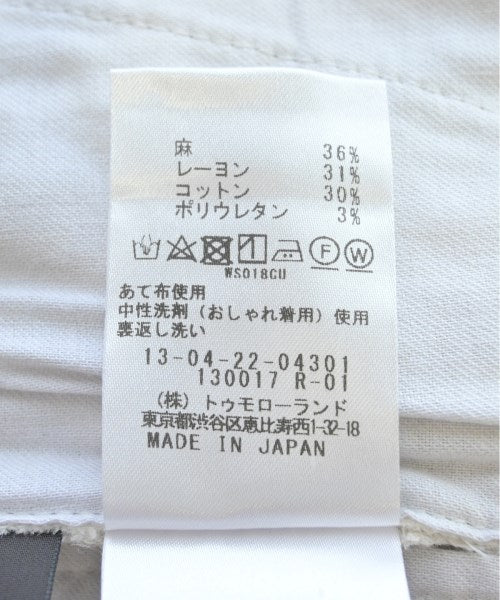 麻 36%
レーヨン 31%
コットン 30%
ポリウレタン 3%
F W
WS018CU
あて布使用
中性洗剤（おしゃれ着用）使用
裏返し洗い
13-04-22-04301
130017 R-01
（株）トゥモローランド
東京都渋谷区恵比寿西1-32-18
MADE IN JAPAN